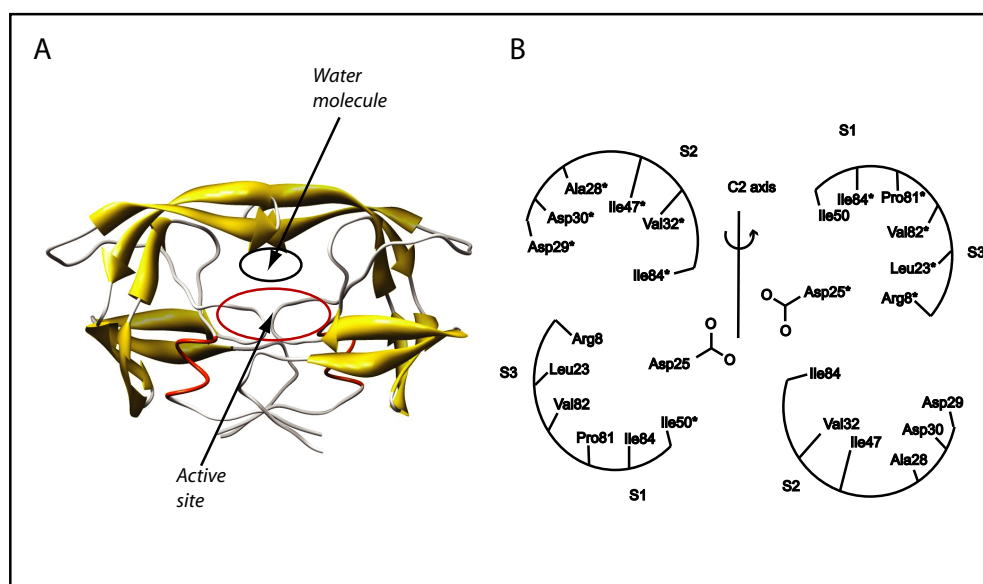 A
Water
molecule
Active
site
B
S2
Ala28*
Ile47*
Asp30*
Val32*
Asp29*
Ile84*
C2 axis
S1
Ile84*
Pro81*
Ile50
Val82*
S3
Leu23*
Arg8*
O
Asp25*
O
Arg8
O
Asp25
O
S3
Leu23
Val82
Ile50*
Pro81
Ile84
S1
Ile84
Asp29
Val32
Asp30
Ile47
Ala28
S2